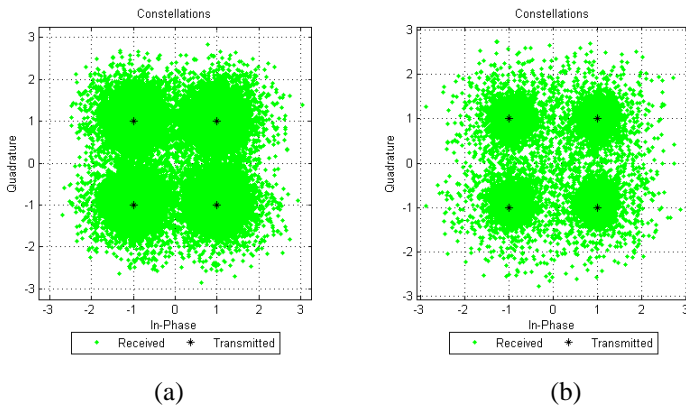 Constellations
3
2
1
0
-1
-2
-3
Quadrature
-3 -2 -1 0 1 2 3
In-Phase
Received Transmitted
(a)
Constellations
3
2
1
0
-1
-2
-3
Quadrature
-3 -2 -1 0 1 2 3
In-Phase
Received Transmitted
(b)